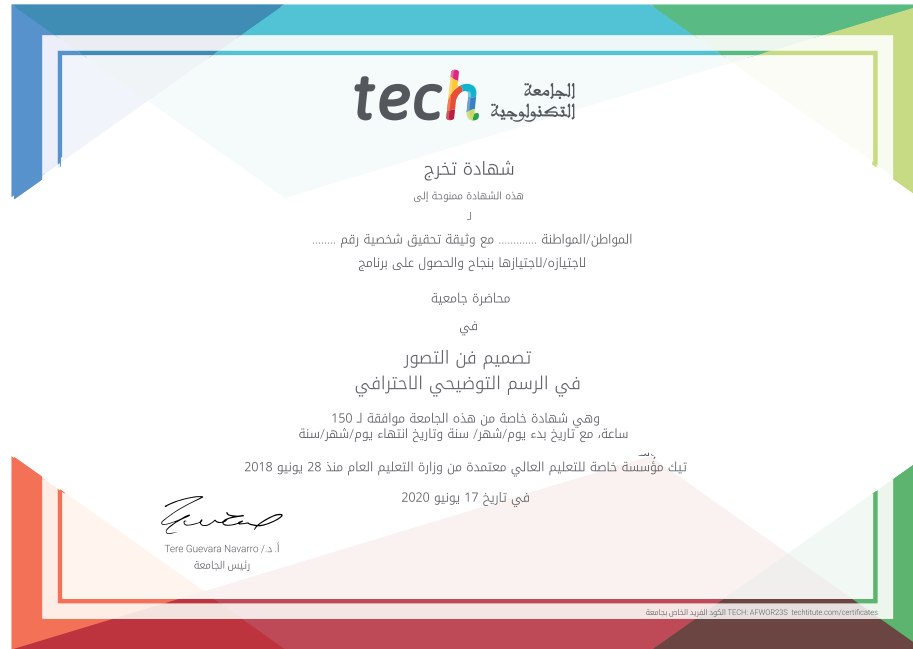 tech الجامعة
التكنولوجية
شهادة تخرج
هذه الشهادة ممنوحة إلى
لـ
المواطن/المواطنة ............ مع وثيقة تحقيق شخصية رقم ........
لاجتيازه/لاجتيازها بنجاح والحصول على برنامج
محاضرة جامعية
في
تصميم فن التصور
في الرسم التوضيحي الاحترافي
وهي شهادة خاصة من هذه الجامعة موافقة لـ 150
ساعة، مع تاريخ بدء يوم/شهر/ سنة وتاريخ انتهاء يوم/شهر/سنة
تيك مؤسسة خاصة للتعليم العالي معتمدة من وزارة التعليم العام منذ 28 يونيو 2018
في تاريخ 17 يونيو 2020
أ. د./ Tere Guevara Navarro
رئيس الجامعة
الكود الفريد الخاص بجامعة TECH: AFWOR23S techtitute.com/certificates